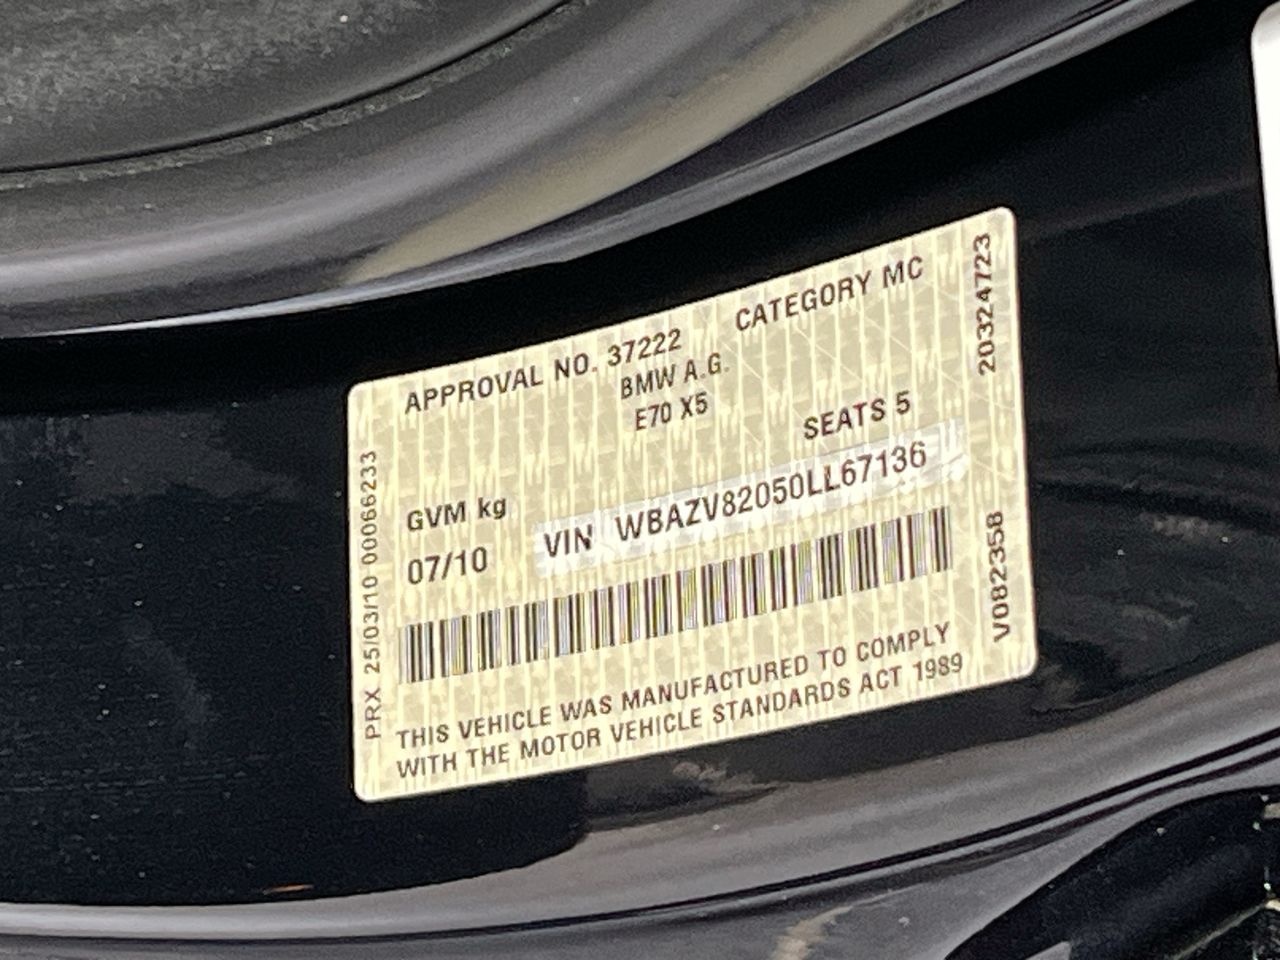 APPROVAL NO. 37222 CATEGORY MC
BMW A.G.
E70 X5
SEATS 5
GVM kg
07/10 VIN WBAZV82050LL67136
THIS VEHICLE WAS MANUFACTURED TO COMPLY
WITH THE MOTOR VEHICLE STANDARDS ACT 1989
PRX 25/03/10 00066233
20324723
V082358